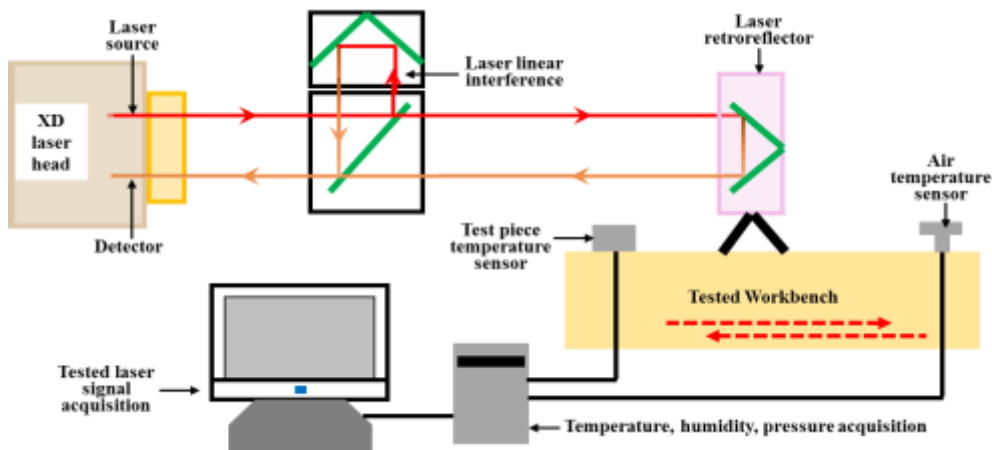 Laser
source
Laser
retroreflector
Laser linear
interference
XD
laser
head
Air
temperature
sensor
Detector
Test piece
temperature
sensor
Tested Workbench
Tested laser
signal
acquisition
Temperature, humidity, pressure acquisition